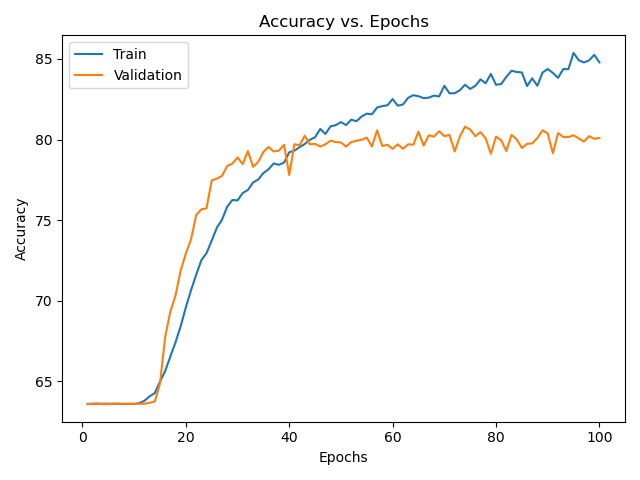 Accuracy vs. Epochs
Train
Validation
85
80
75
70
65
Accuracy
0 20 40 60 80 100
Epochs